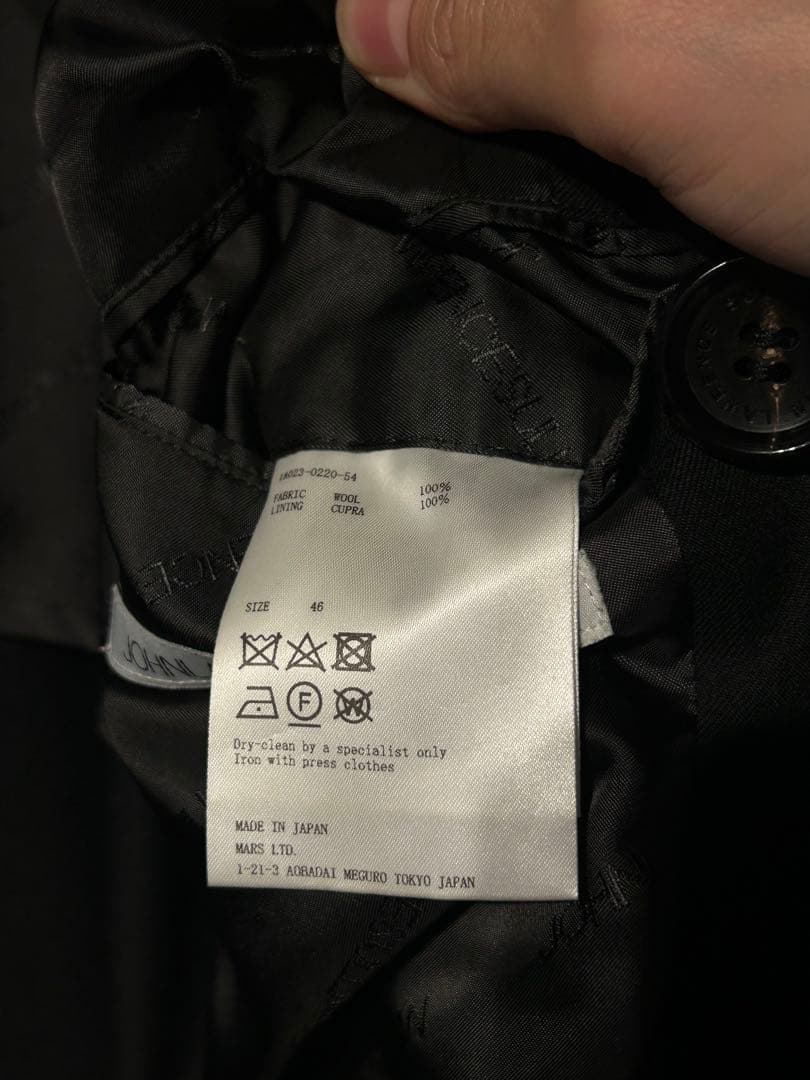 1A023-0220-54
FABRIC WOOL 100%
LINING CUPRA 100%
SIZE 46
F
W
Dry-clean by a specialist only
Iron with press clothes
MADE IN JAPAN
MARS LTD.
1-21-3 AOBADAI MEGURO TOKYO JAPAN
JOHNL